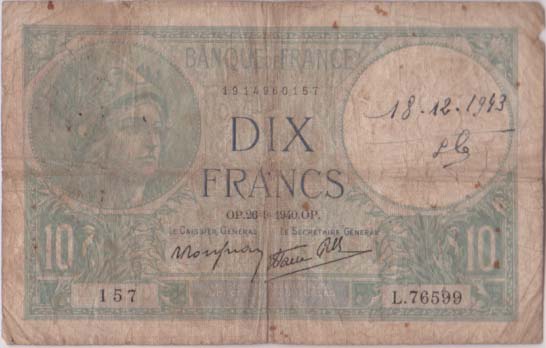 BANQUE DE FRANCE
1914960157
18.12.1943
DIX
FRANCS
OP.26-9-1940.OP.
LE CAISSIER GÉNÉRAL LE SECRÉTAIRE GÉNÉRAL
10 10
157 L.76599